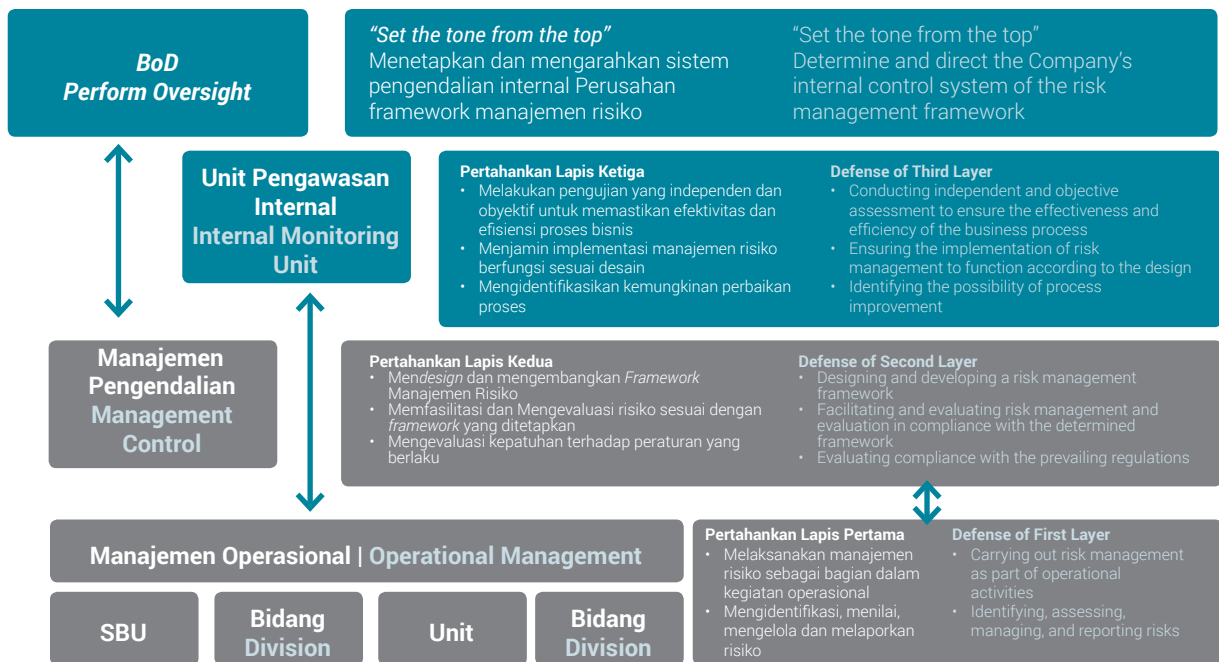 BoD
Perform Oversight
“Set the tone from the top”
Menetapkan dan mengarahkan sistem
pengendalian internal Perusahan
framework manajemen risiko
“Set the tone from the top”
Determine and direct the Company’s
internal control system of the risk
management framework
Unit Pengawasan
Internal
Internal Monitoring
Unit
Pertahankan Lapis Ketiga
• Melakukan pengujian yang independen dan
obyektif untuk memastikan efektivitas dan
efisiensi proses bisnis
• Menjamin implementasi manajemen risiko
berfungsi sesuai desain
• Mengidentifikasikan kemungkinan perbaikan
proses
Defense of Third Layer
• Conducting independent and objective
assessment to ensure the effectiveness and
efficiency of the business process
• Ensuring the implementation of risk
management to function according to the design
• Identifying the possibility of process
improvement
Manajemen
Pengendalian
Management
Control
Pertahankan Lapis Kedua
• Mendesign dan mengembangkan Framework
Manajemen Risiko
• Memfasilitasi dan Mengevaluasi risiko sesuai dengan
framework yang ditetapkan
• Mengevaluasi kepatuhan terhadap peraturan yang
berlaku
Defense of Second Layer
• Designing and developing a risk management
framework
• Facilitating and evaluating risk management and
evaluation in compliance with the determined
framework
• Evaluating compliance with the prevailing regulations
Manajemen Operasional | Operational Management
Pertahankan Lapis Pertama
• Melaksanakan manajemen
risiko sebagai bagian dalam
kegiatan operasional
• Mengidentifikasi, menilai,
mengelola dan melaporkan
risiko
Defense of First Layer
• Carrying out risk management
as part of operational
activities
• Identifying, assessing,
managing, and reporting risks
SBU
Bidang
Division
Unit
Bidang
Division